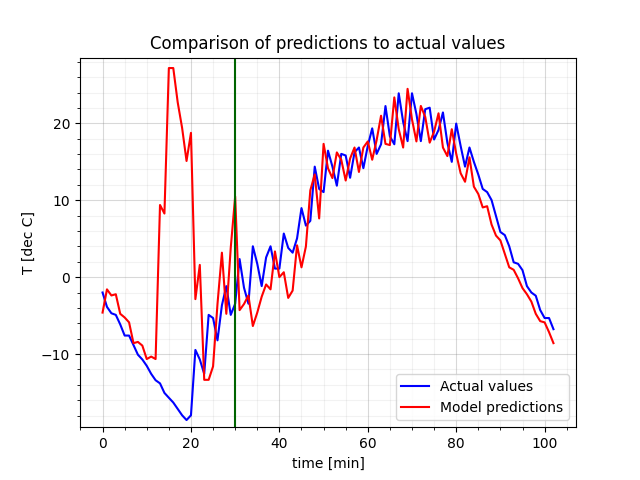 Comparison of predictions to actual values
T [dec C]
20
10
0
−10
0
20
40
60
80
100
time [min]
Actual values
Model predictions